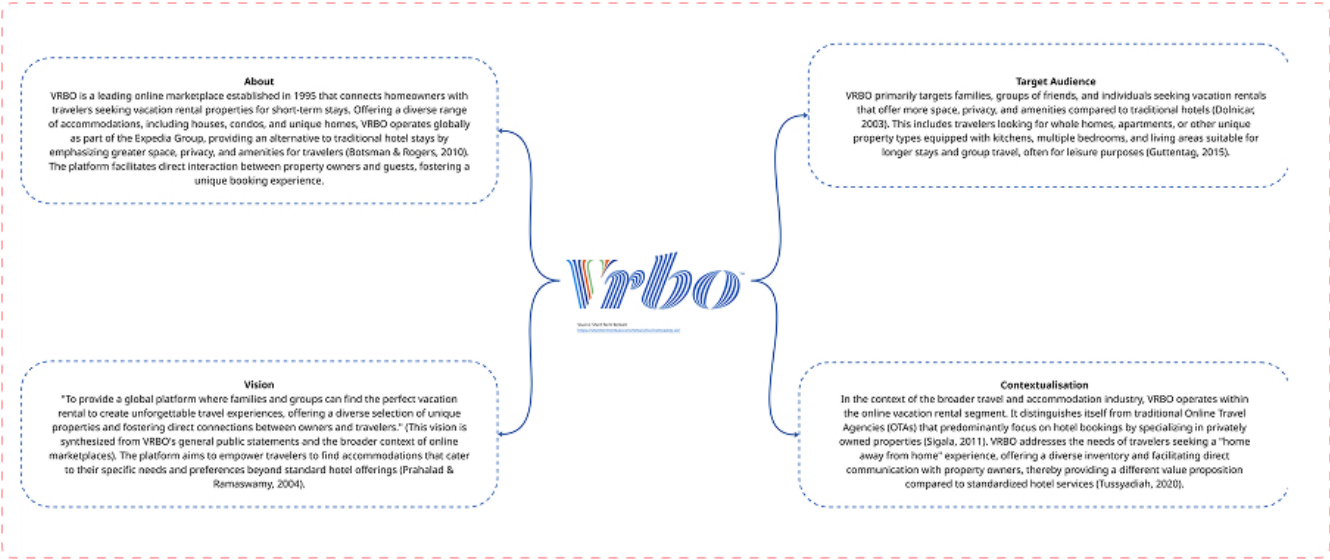 About
VRBO is a leading online marketplace established in 1995 that connects homeowners with
travelers seeking vacation rental properties for short-term stays. Offering a diverse range
of accommodations, including houses, condos, and unique homes, VRBO operates globally
as part of the Expedia Group, providing an alternative to traditional hotel stays by
emphasizing greater space, privacy, and amenities for travelers (Botsman & Rogers, 2010).
The platform facilitates direct interaction between property owners and guests, fostering a
unique booking experience.
Target Audience
VRBO primarily targets families, groups of friends, and individuals seeking vacation rentals
that offer more space, privacy, and amenities compared to traditional hotels (Dolnicar,
2003). This includes travelers looking for whole homes, apartments, or other unique
property types equipped with kitchens, multiple bedrooms, and living areas suitable for
longer stays and group travel, often for leisure purposes (Guttentag, 2015).
Vrbo
Vision
"To provide a global platform where families and groups can find the perfect vacation
rental to create unforgettable travel experiences, offering a diverse selection of unique
properties and fostering direct connections between owners and travelers." (This vision is
synthesized from VRBO's general public statements and the broader context of online
marketplaces). The platform aims to empower travelers to find accommodations that cater
to their specific needs and preferences beyond standard hotel offerings (Prahalad &
Ramaswamy, 2004).
Contextualisation
In the context of the broader travel and accommodation industry, VRBO operates within
the online vacation rental segment. It distinguishes itself from traditional Online Travel
Agencies (OTAs) that predominantly focus on hotel bookings by specializing in privately
owned properties (Sigala, 2011). VRBO addresses the needs of travelers seeking a "home
away from home" experience, offering a diverse inventory and facilitating direct
communication with property owners, thereby providing a different value proposition
compared to standardized hotel services (Tussyadiah, 2020).